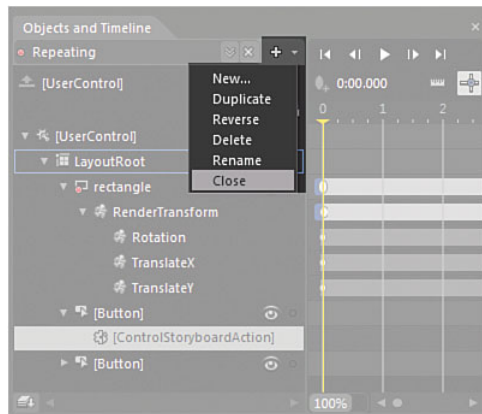 Objects and Timeline
Repeating
0:00.000
[UserControl]
New...
Duplicate
Reverse
Delete
Rename
Close
0 1 2
[UserControl]
LayoutRoot
rectangle
RenderTransform
Rotation
TranslateX
TranslateY
[Button]
[ControlStoryboardAction]
[Button]
100%